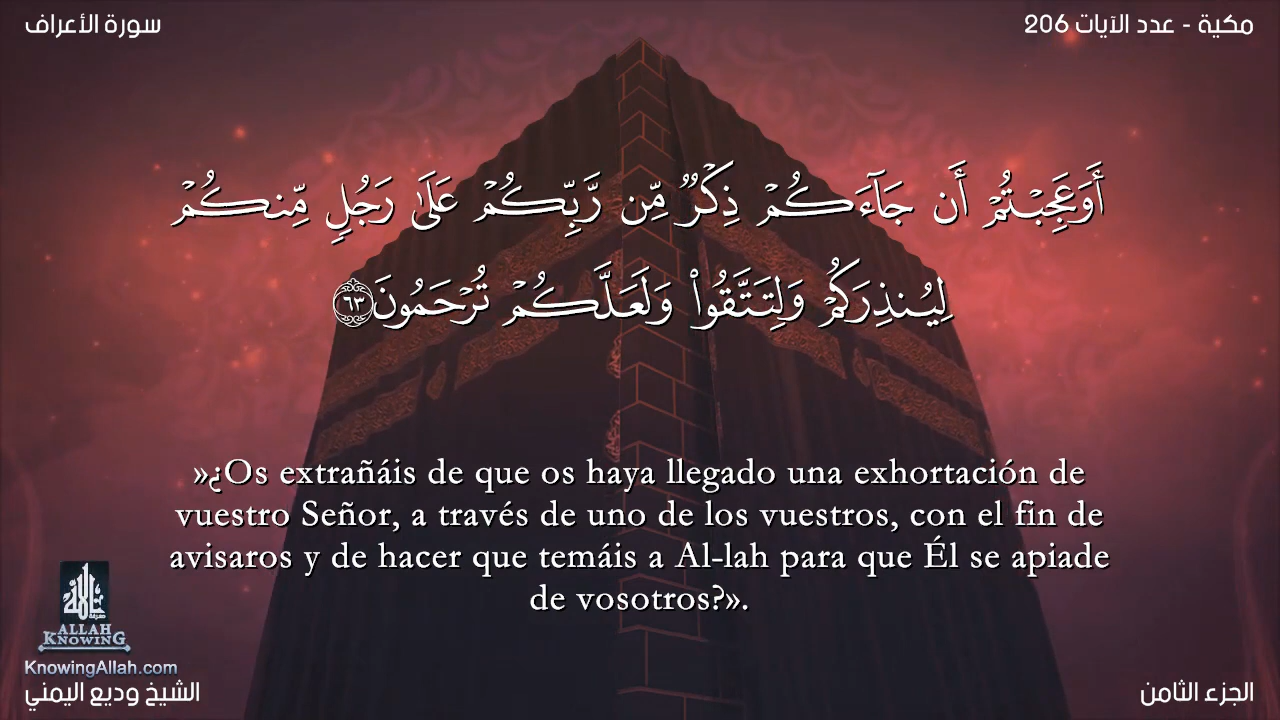 سورة الأعراف
مكية - عدد الآيات 206
أَوَعَجِبْتُمْ أَن جَآءَكُمْ ذِكْرٌ مِّن رَّبِّكُمْ عَلَىٰ رَجُلٍ مِّنكُمْ
لِيُنذِرَكُمْ وَلِتَتَّقُوا۟ وَلَعَلَّكُمْ تُرْحَمُونَ ٦٣
»¿Os extrañáis de que os haya llegado una exhortación de
vuestro Señor, a través de uno de los vuestros, con el fin de
avisaros y de hacer que temáis a Al-lah para que Él se apiade
de vosotros?».
ALLAH
KNOWING
KnowingAllah.com
الشيخ وديع اليمني
الجزء الثامن